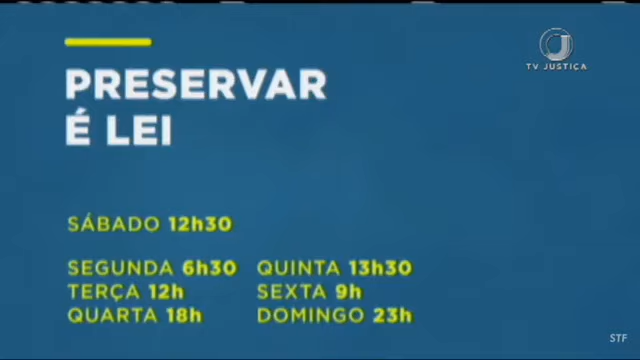 TV JUSTIÇA
PRESERVAR
É LEI
SÁBADO 12h30
SEGUNDA 6h30
TERÇA 12h
QUARTA 18h
QUINTA 13h30
SEXTA 9h
DOMINGO 23h
STF